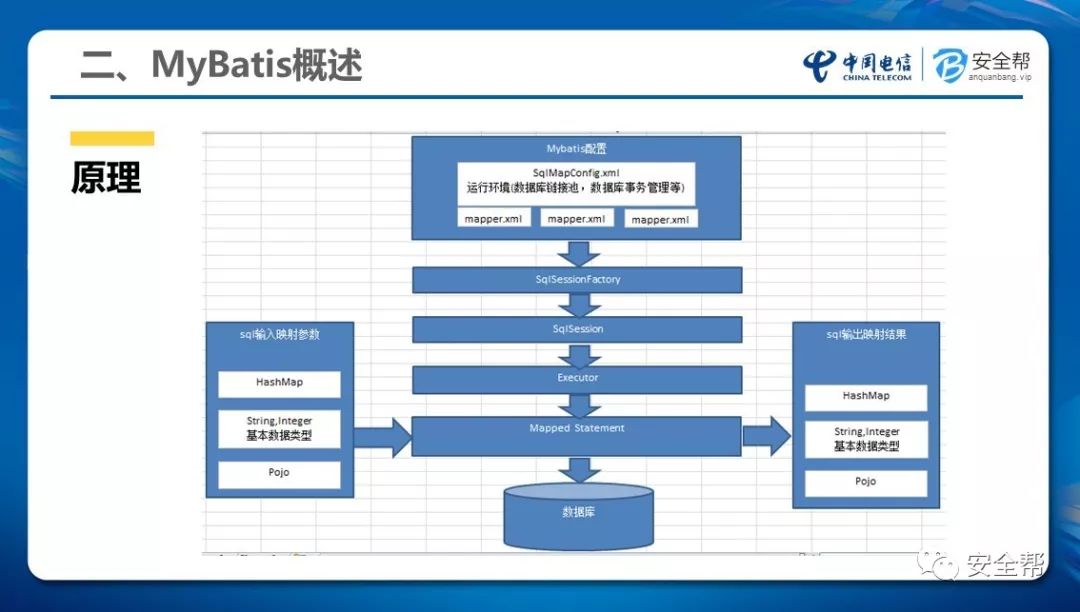 二、MyBatis概述
中国电信
CHINA TELECOM
安全帮
anquanbang.vip
原理
Mybatis配置
SqlMapConfig.xml
运行环境(数据库链接池，数据库事务管理等)
mapper.xml
mapper.xml
mapper.xml
SqlSessionFactory
SqlSession
Executor
Mapped Statement
数据库
sql输入映射参数
HashMap
String,Integer
基本数据类型
Pojo
sql输出映射结果
HashMap
String,Integer
基本数据类型
Pojo
安全帮